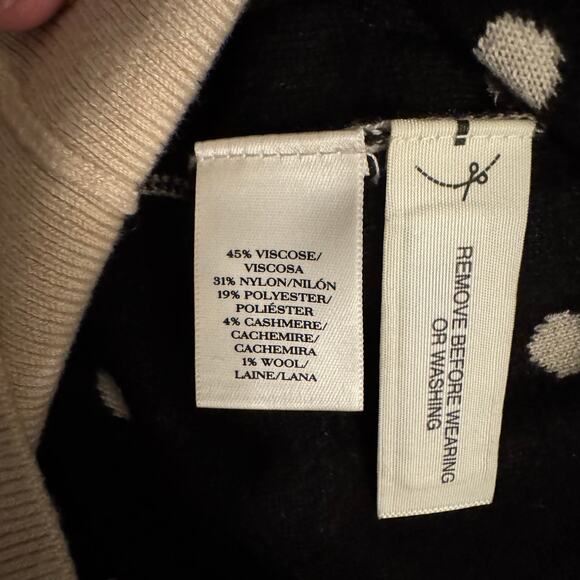 45% VISCOSE/
VISCOSA
31% NYLON/NILÓN
19% POLYESTER/
POLIÉSTER
4% CASHMERE/
CACHEMIRE/
CACHEMIRA
1% WOOL/
LAINE/LANA
REMOVE BEFORE WEARING
OR WASHING